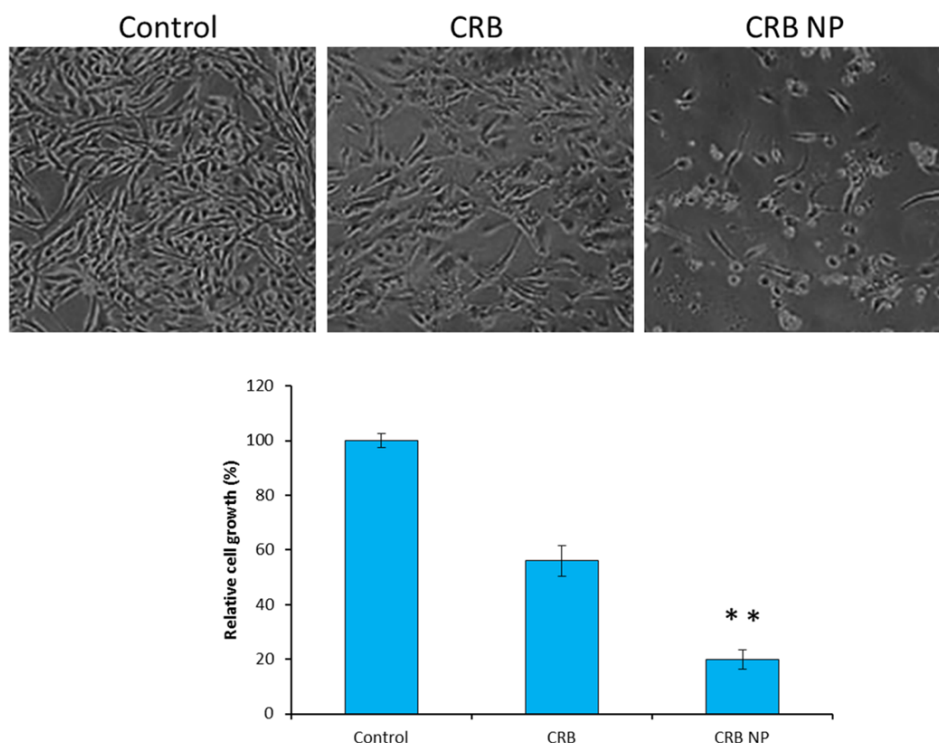 Control CRB CRB NP
120
100
80
60
40
20
0
Relative cell growth (%)
* *
Control CRB CRB NP